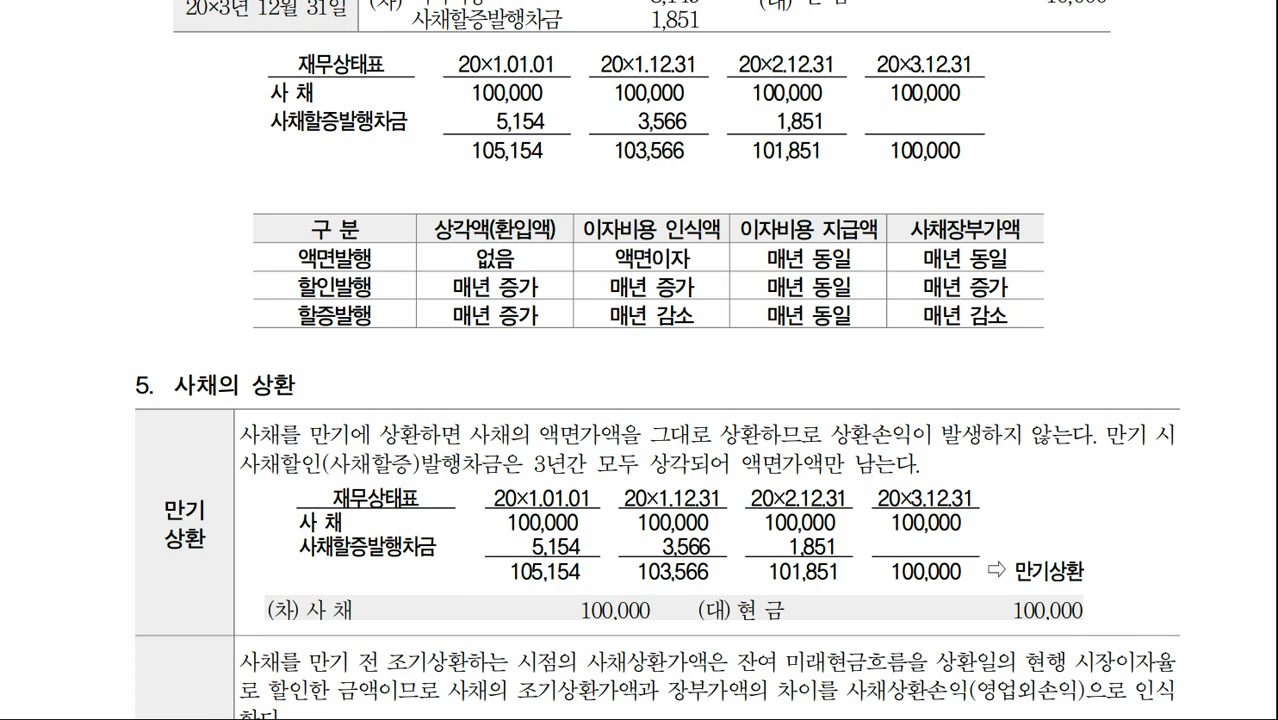 20×3년 12월 31일 (차) (대)
사채할증발행차금 1,851
재무상태표 20×1.01.01 20×1.12.31 20×2.12.31 20×3.12.31
사 채 100,000 100,000 100,000 100,000
사채할증발행차금 5,154 3,566 1,851
105,154 103,566 101,851 100,000
구 분 상각액(환입액) 이자비용 인식액 이자비용 지급액 사채장부가액
액면발행 없음 액면이자 매년 동일 매년 동일
할인발행 매년 증가 매년 증가 매년 동일 매년 증가
할증발행 매년 증가 매년 감소 매년 동일 매년 감소
5. 사채의 상환
만기
상환
사채를 만기에 상환하면 사채의 액면가액을 그대로 상환하므로 상환손익이 발생하지 않는다. 만기 시
사채할인(사채할증)발행차금은 3년간 모두 상각되어 액면가액만 남는다.
재무상태표 20×1.01.01 20×1.12.31 20×2.12.31 20×3.12.31
사 채 100,000 100,000 100,000 100,000
사채할증발행차금 5,154 3,566 1,851
105,154 103,566 101,851 100,000 ⇨ 만기상환
(차) 사 채 100,000 (대) 현 금 100,000
사채를 만기 전 조기상환하는 시점의 사채상환가액은 잔여 미래현금흐름을 상환일의 현행 시장이자율
로 할인한 금액이므로 사채의 조기상환가액과 장부가액의 차이를 사채상환손익(영업외손익)으로 인식
한다.